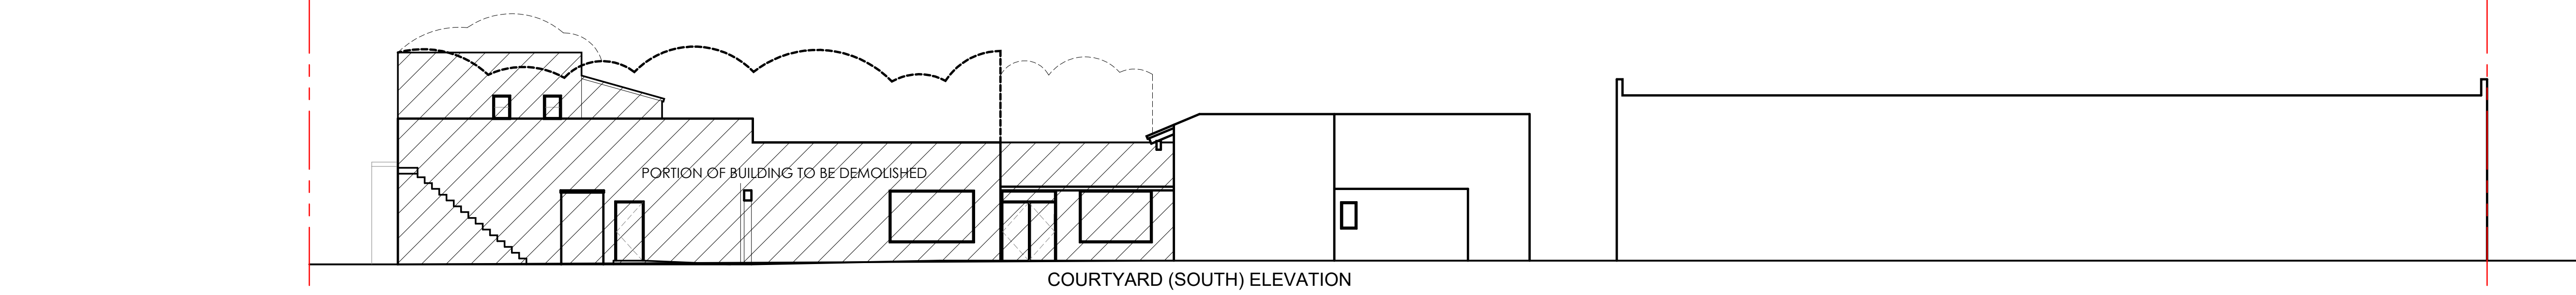 PORTION OF BUILDING TO BE DEMOLISHED
COURTYARD (SOUTH) ELEVATION